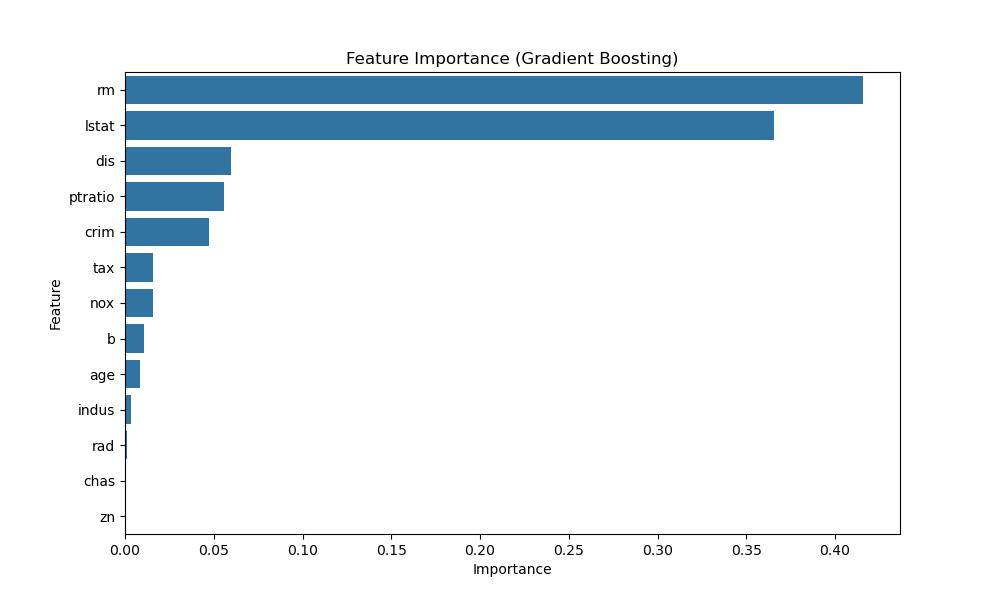 Feature Importance (Gradient Boosting)
rm
lstat
dis
ptratio
crim
tax
nox
b
age
indus
rad
chas
zn
Feature
0.00 0.05 0.10 0.15 0.20 0.25 0.30 0.35 0.40
Importance